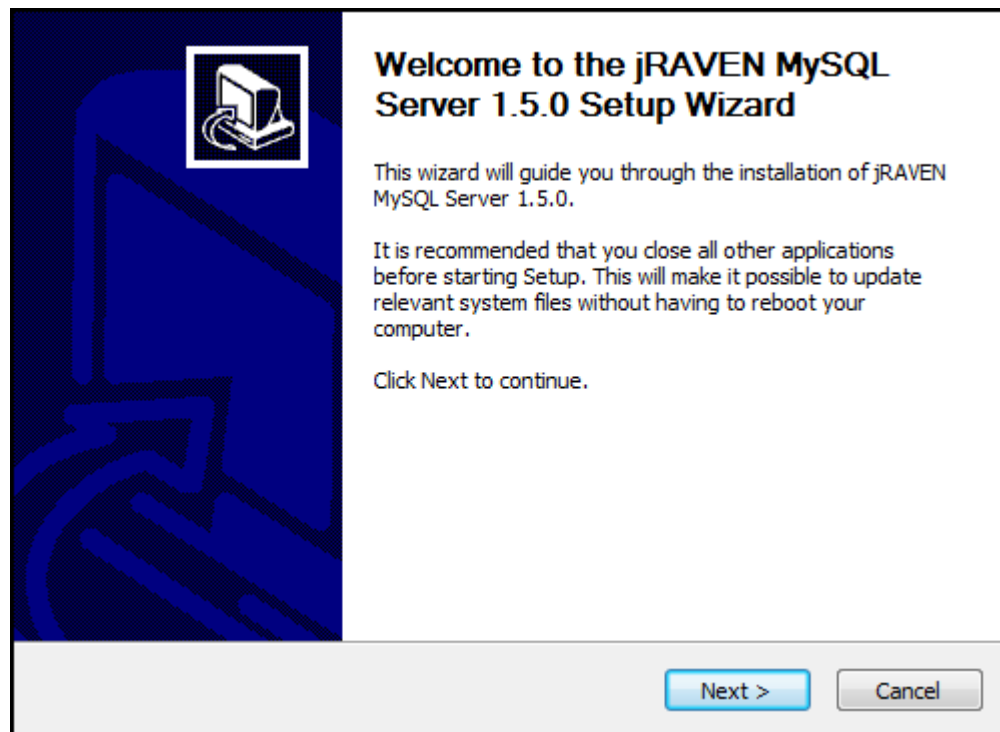 Welcome to the jRAVEN MySQL
Server 1.5.0 Setup Wizard
This wizard will guide you through the installation of jRAVEN
MySQL Server 1.5.0.
It is recommended that you close all other applications
before starting Setup. This will make it possible to update
relevant system files without having to reboot your
computer.
Click Next to continue.
Next >
Cancel